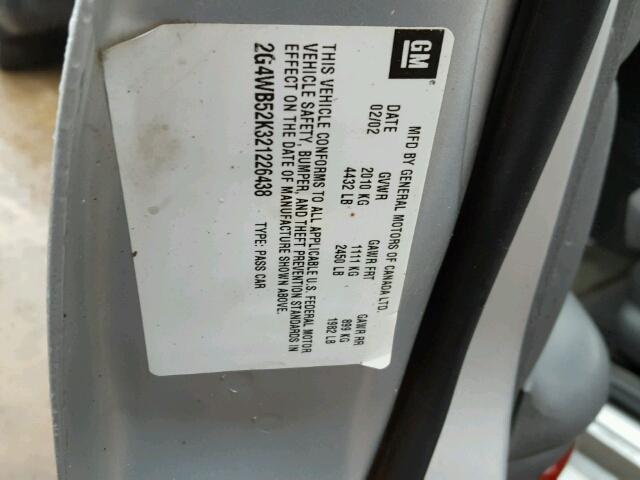 GM
MFD BY GENERAL MOTORS OF CANADA LTD.
DATE GVWR GAWR FRT GAWR RR
02/02 2010 KG 1111 KG 899 KG
4432 LB 2450 LB 1982 LB
THIS VEHICLE CONFORMS TO ALL APPLICABLE U.S. FEDERAL MOTOR
VEHICLE SAFETY, BUMPER, AND THEFT PREVENTION STANDARDS IN
EFFECT ON THE DATE OF MANUFACTURE SHOWN ABOVE.
2G4WB52K321226438 TYPE: PASS CAR